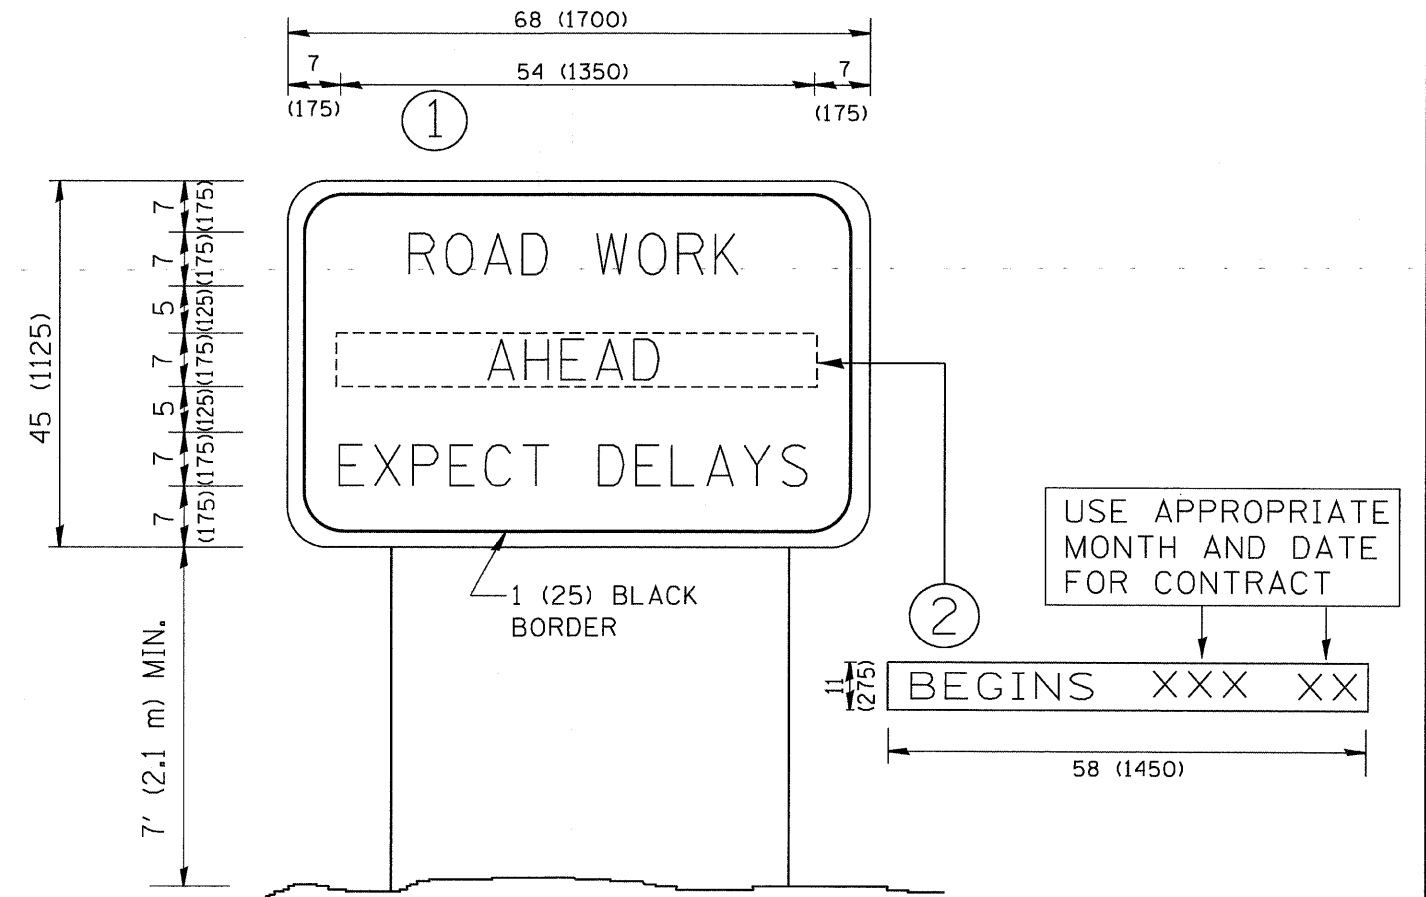 68 (1700)
7
54 (1350)
7
(175)
(175)
1
7
(175)
7
(175)
5
(125)
7
(175)
5
(125)
7
(175)
7
(175)
45 (1125)
ROAD WORK
AHEAD
EXPECT DELAYS
1 (25) BLACK
BORDER
7' (2.1 m) MIN.
2
USE APPROPRIATE
MONTH AND DATE
FOR CONTRACT
11
(275)
BEGINS XXX XX
58 (1450)